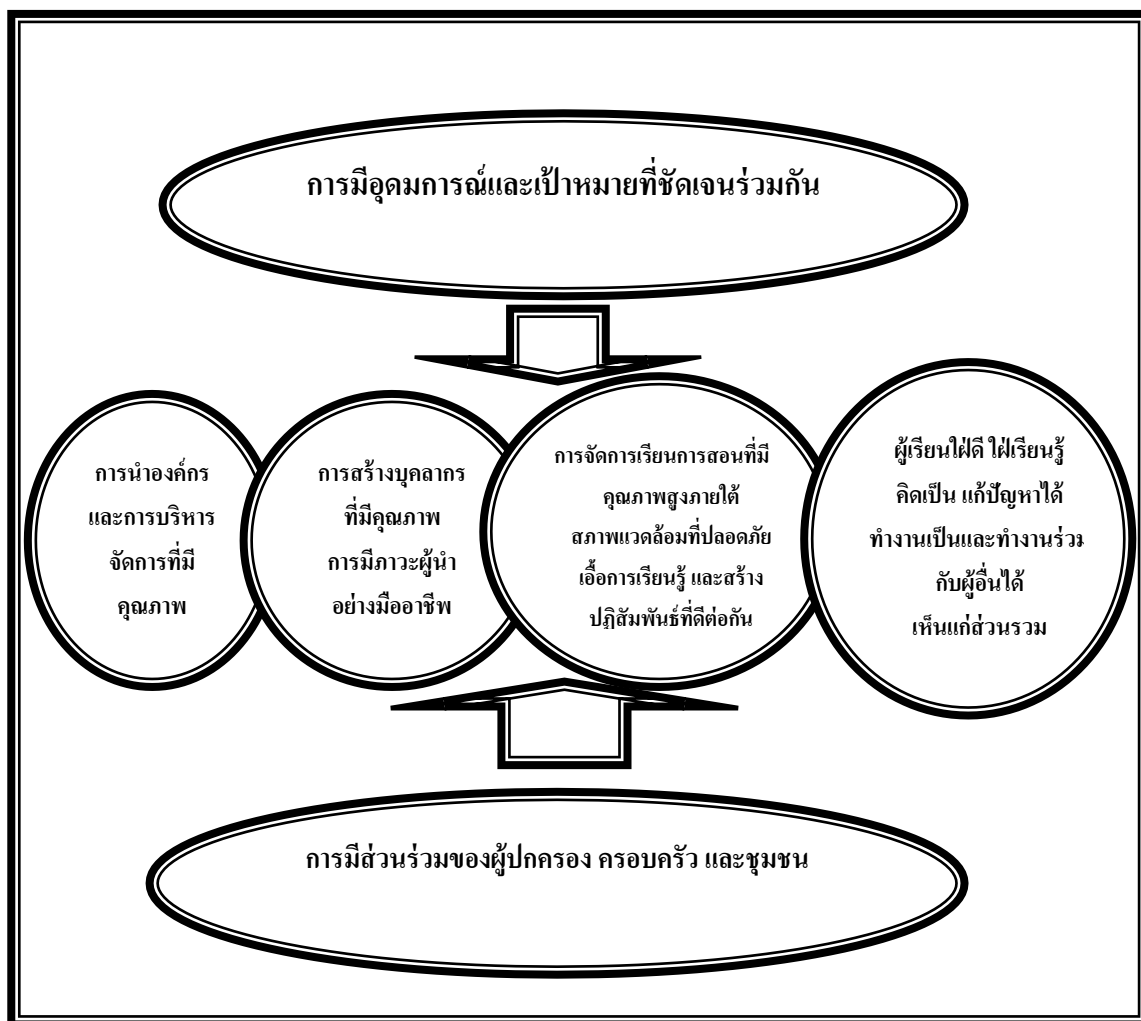 การมีอุดมการณ์และเป้าหมายที่ชัดเจนร่วมกัน
การนำองค์กร
และการบริหาร
จัดการที่มี
คุณภาพ
การสร้างบุคลากร
ที่มีคุณภาพ
การมีภาวะผู้นำ
อย่างมืออาชีพ
การจัดการเรียนการสอนที่มี
คุณภาพสูงภายใต้
สภาพแวดล้อมที่ปลอดภัย
เอื้อการเรียนรู้ และสร้าง
ปฏิสัมพันธ์ที่ดีต่อกัน
ผู้เรียนใฝ่ดี ใฝ่เรียนรู้
คิดเป็น แก้ปัญหาได้
ทำงานเป็นและทำงานร่วม
กับผู้อื่นได้
เห็นแก่ส่วนรวม
การมีส่วนร่วมของผู้ปกครอง ครอบครัว และชุมชน